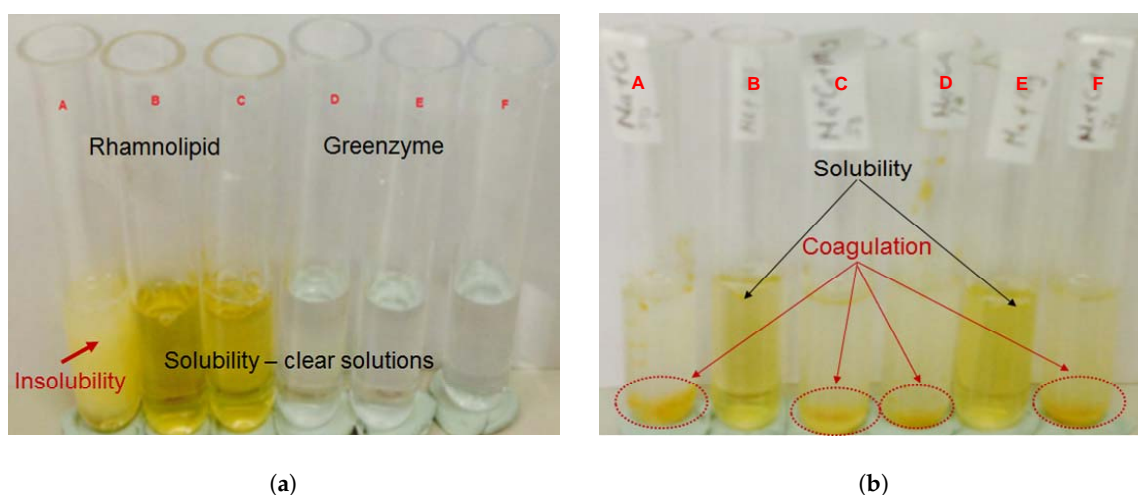 A B C D E F
Rhamnolipid Greenzyme
Solubility – clear solutions
Insolubility
(a)
A B C D E F
Solubility
Coagulation
(b)